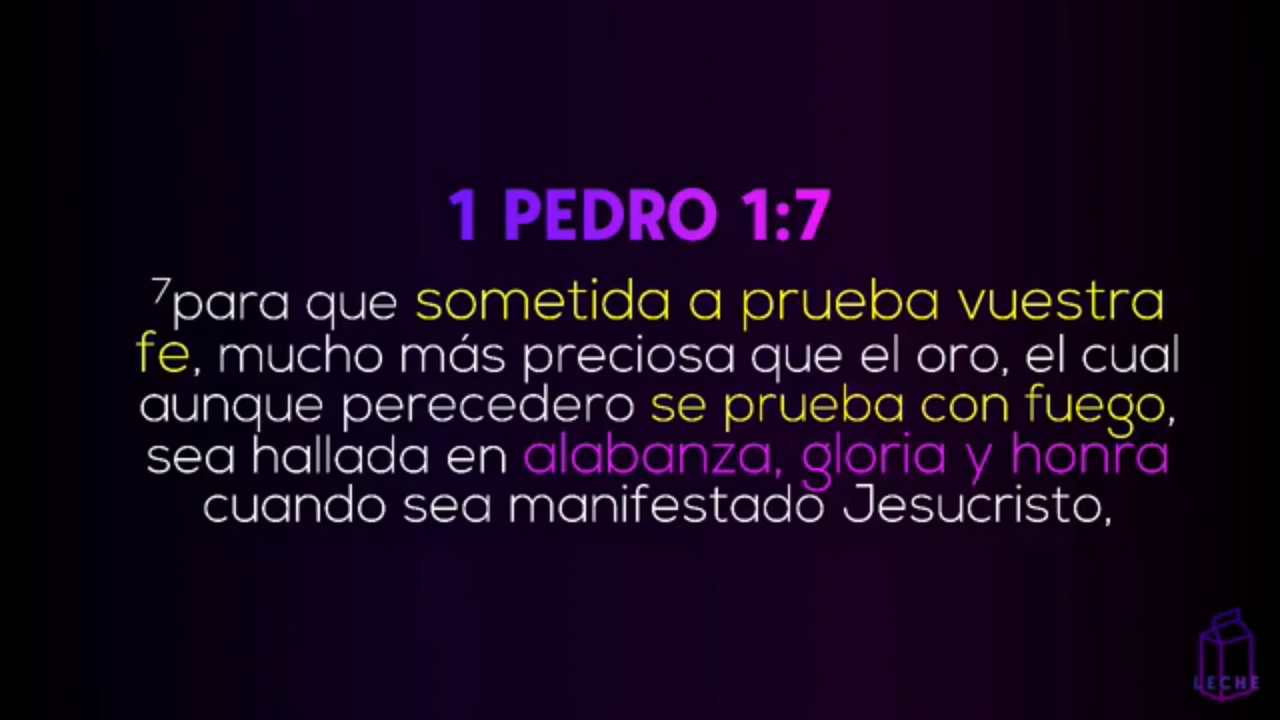 1 PEDRO 1:7
⁷para que sometida a prueba vuestra
fe, mucho más preciosa que el oro, el cual
aunque perecedero se prueba con fuego,
sea hallada en alabanza, gloria y honra
cuando sea manifestado Jesucristo,
LECHE